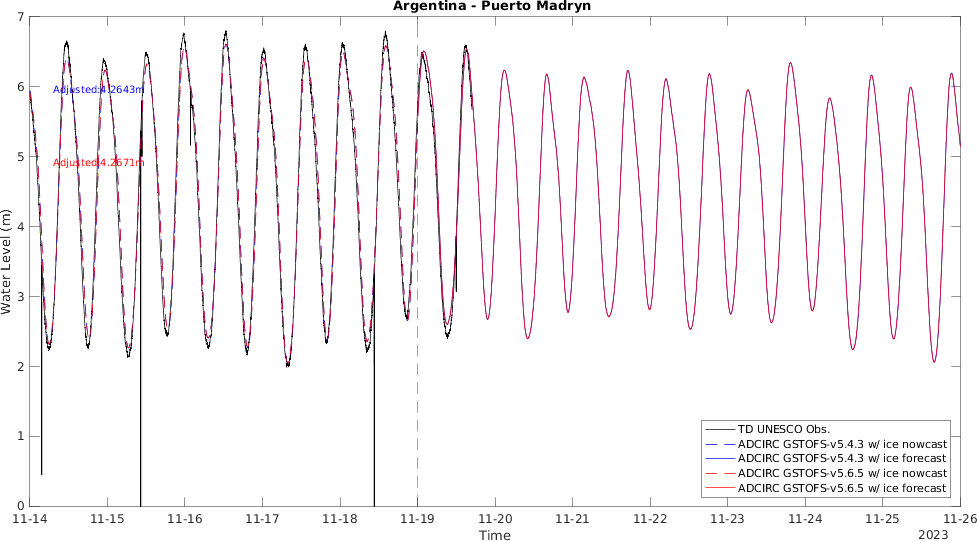 Argentina - Puerto Madryn
7
6
5
4
3
2
1
0
Water Level (m)
Adjusted:4.2643m
Adjusted:4.2671m
TD UNESCO Obs.
ADCIRC GSTOFS-v5.4.3 w/ ice nowcast
ADCIRC GSTOFS-v5.4.3 w/ ice forecast
ADCIRC GSTOFS-v5.6.5 w/ ice nowcast
ADCIRC GSTOFS-v5.6.5 w/ ice forecast
11-14 11-15 11-16 11-17 11-18 11-19 11-20 11-21 11-22 11-23 11-24 11-25 11-26
Time
2023